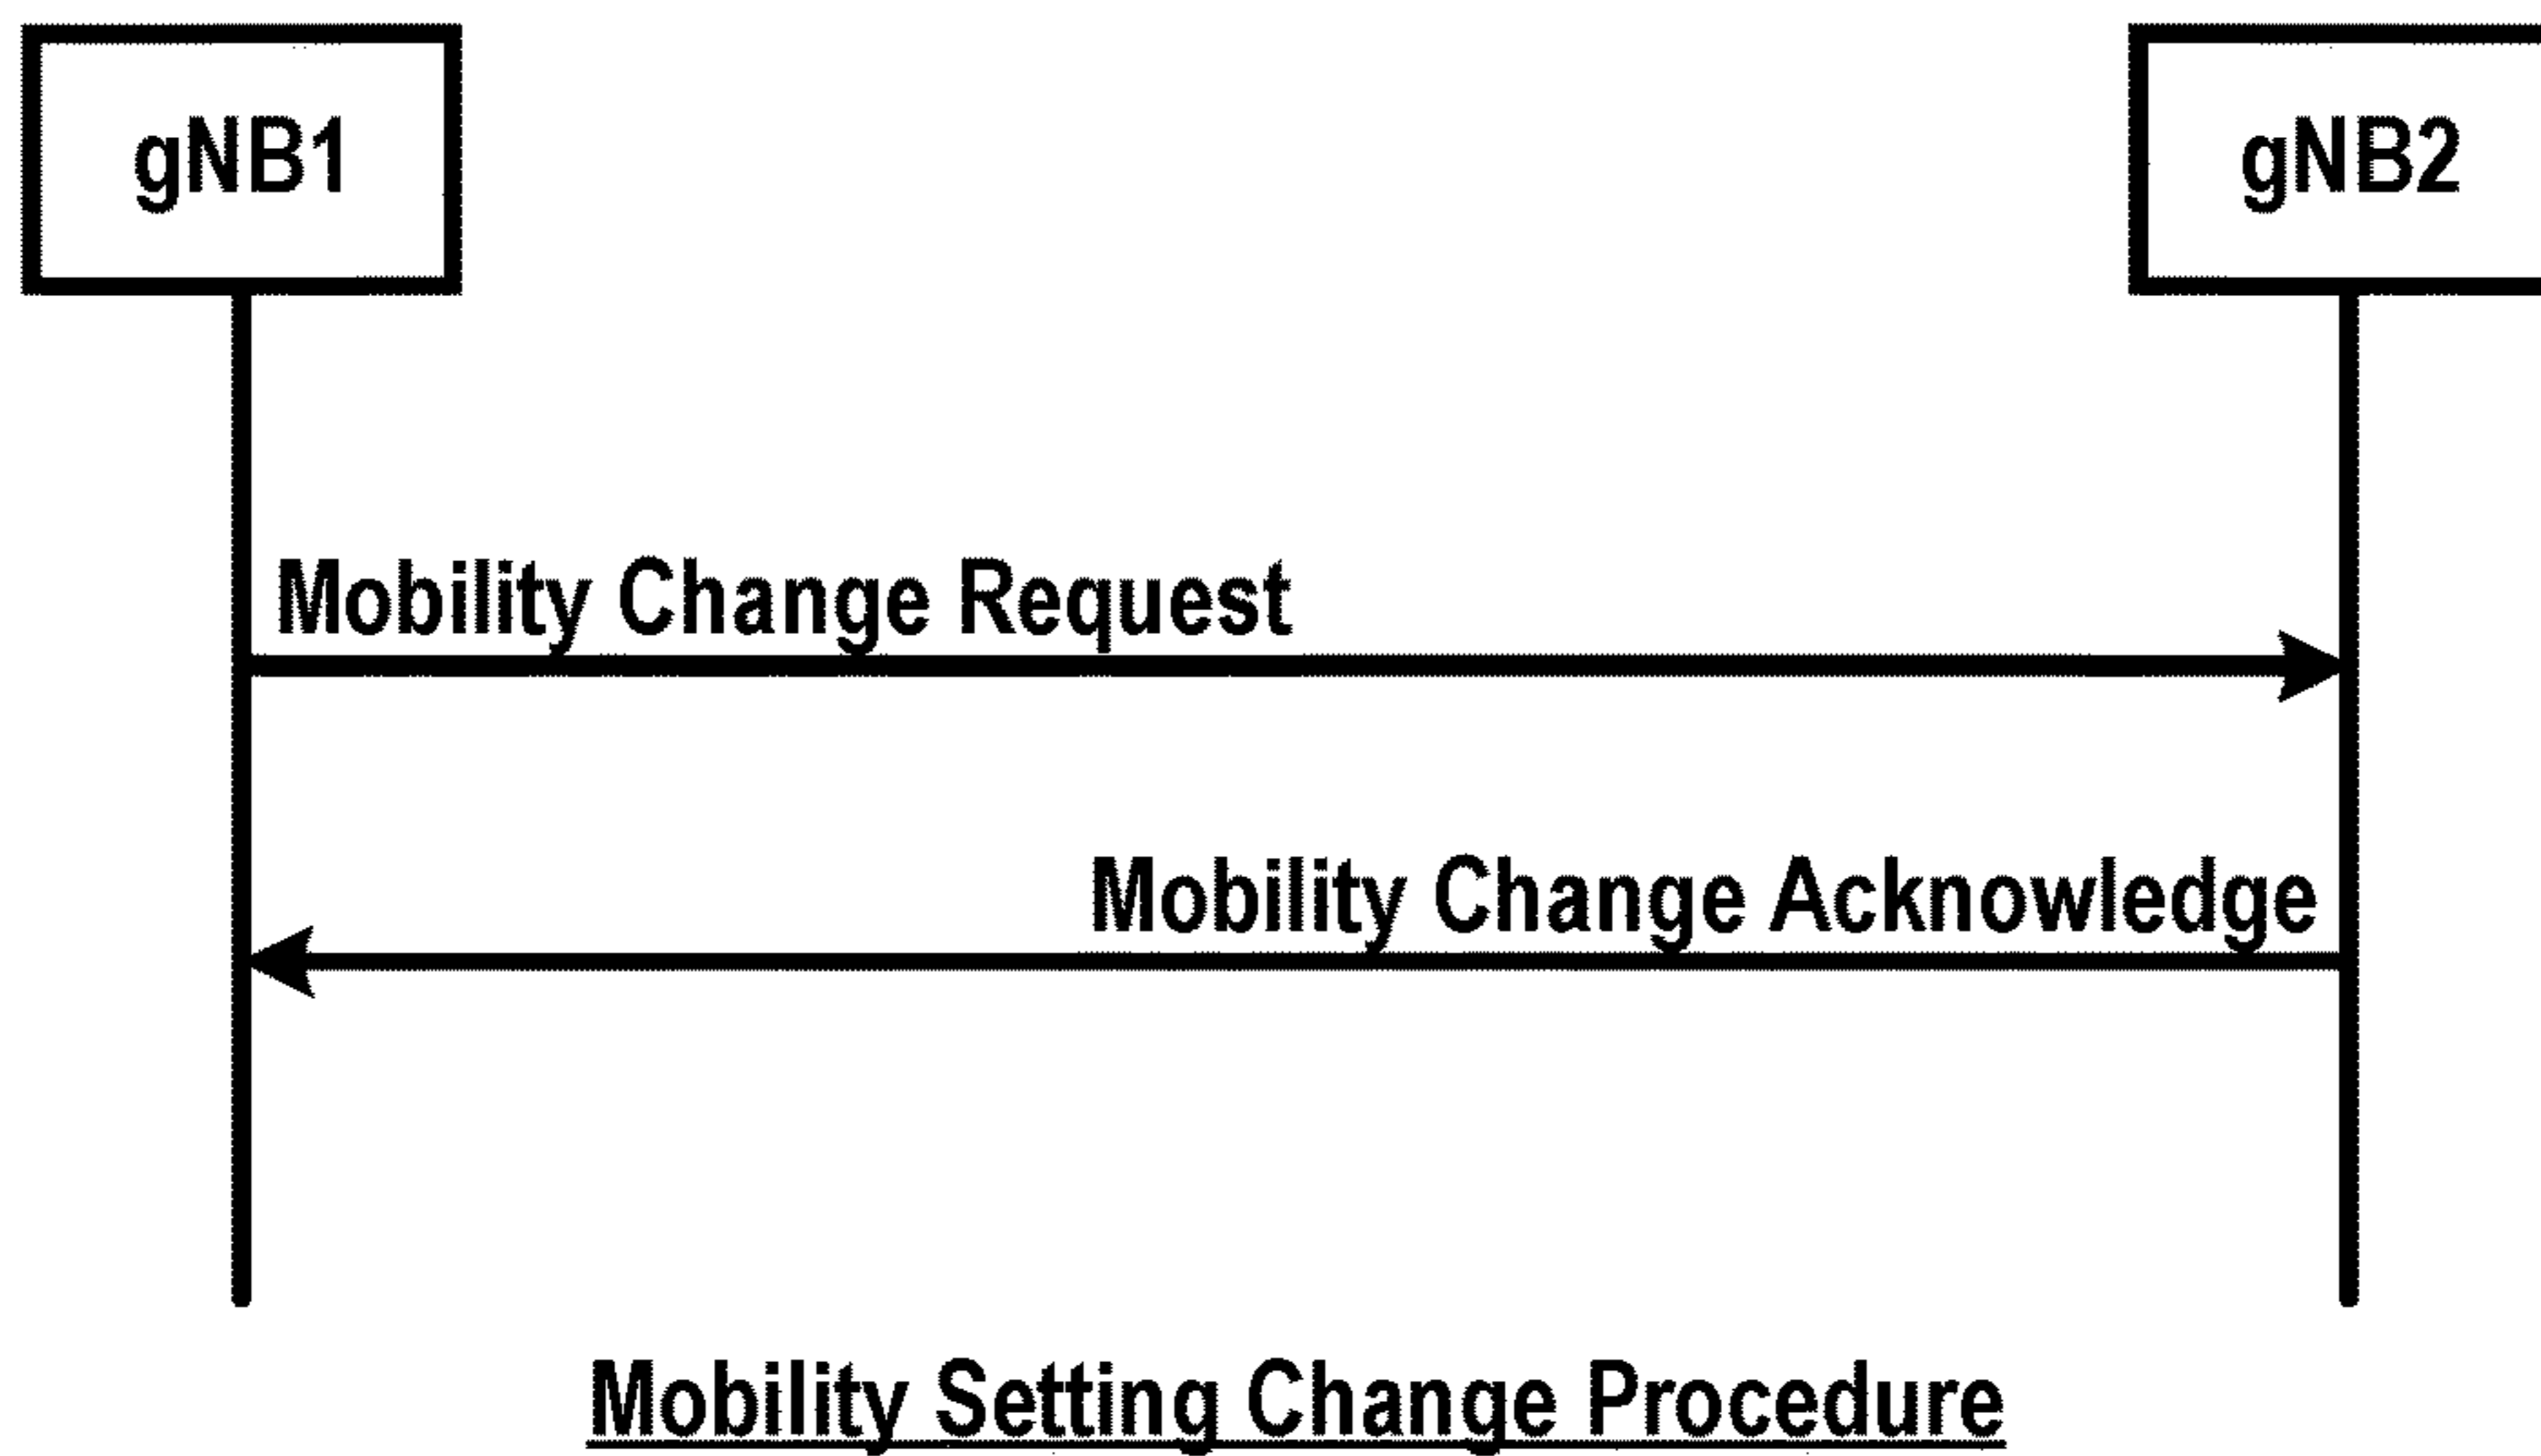 gNB1
gNB2
Mobility Change Request
Mobility Change Acknowledge
Mobility Setting Change Procedure